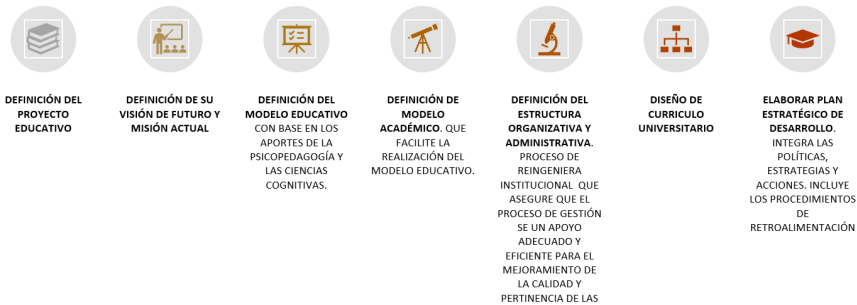 DEFINICIÓN DEL
PROYECTO
EDUCATIVO
DEFINICIÓN DE SU
VISIÓN DE FUTURO Y
MISIÓN ACTUAL
DEFINICIÓN DEL
MODELO EDUCATIVO
CON BASE EN LOS
APORTES DE LA
PSICOPEDAGOGÍA Y
LAS CIENCIAS
COGNITIVAS.
DEFINICIÓN DE
MODELO
ACADÉMICO. QUE
FACILITE LA
REALIZACIÓN DEL
MODELO EDUCATIVO.
DEFINICIÓN DEL
ESTRUCTURA
ORGANIZATIVA Y
ADMINISTRATIVA.
PROCESO DE
REINGENIERA
INSTITUCIONAL QUE
ASEGURE QUE EL
PROCESO DE GESTIÓN
SE UN APOYO
ADECUADO Y
EFICIENTE PARA EL
MEJORAMIENTO DE
LA CALIDAD Y
PERTINENCIA DE LAS
DISEÑO DE
CURRICULO
UNIVERSITARIO
ELABORAR PLAN
ESTRATÉGICO DE
DESARROLLO.
INTEGRA LAS
POLÍTICAS,
ESTRATEGIAS Y
ACCIONES. INCLUYE
LOS PROCEDIMIENTOS
DE
RETROALIMENTACIÓN